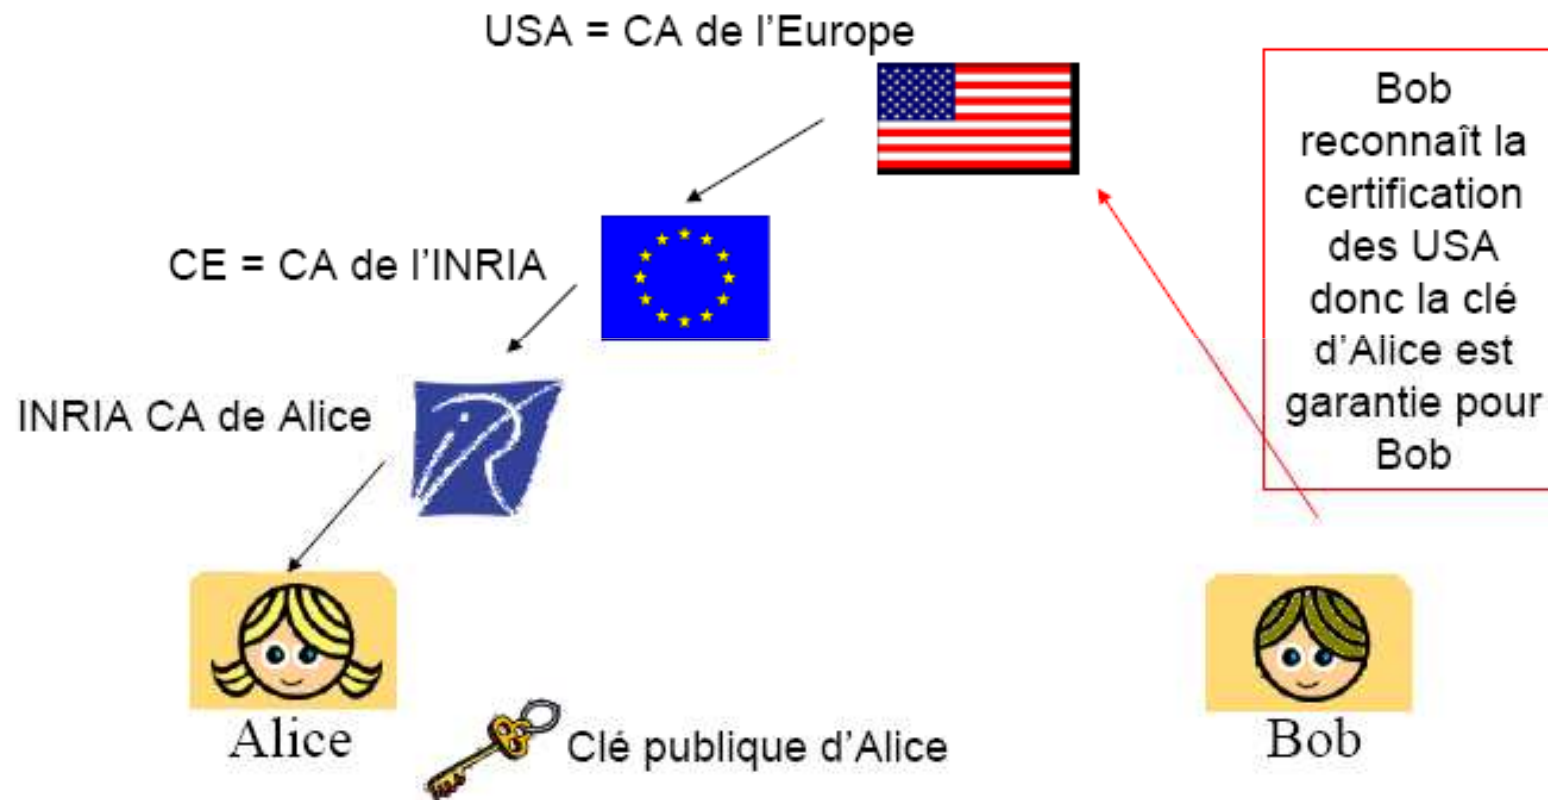 USA = CA de l'Europe
Bob
reconnaît la
certification
des USA
donc la clé
d'Alice est
garantie pour
Bob
CE = CA de l'INRIA
INRIA CA de Alice
Alice
Clé publique d'Alice
Bob